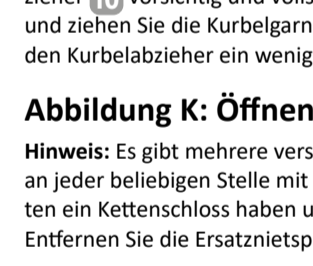 zieher 10 vorsichtig und volls
und ziehen Sie die Kurbelgarn
den Kurbelabzieher ein wenig
Abbildung K: Öffnen
Hinweis: Es gibt mehrere vers
an jeder beliebigen Stelle mit
ten ein Kettenschloss haben u
Entfernen Sie die Ersatznietsp